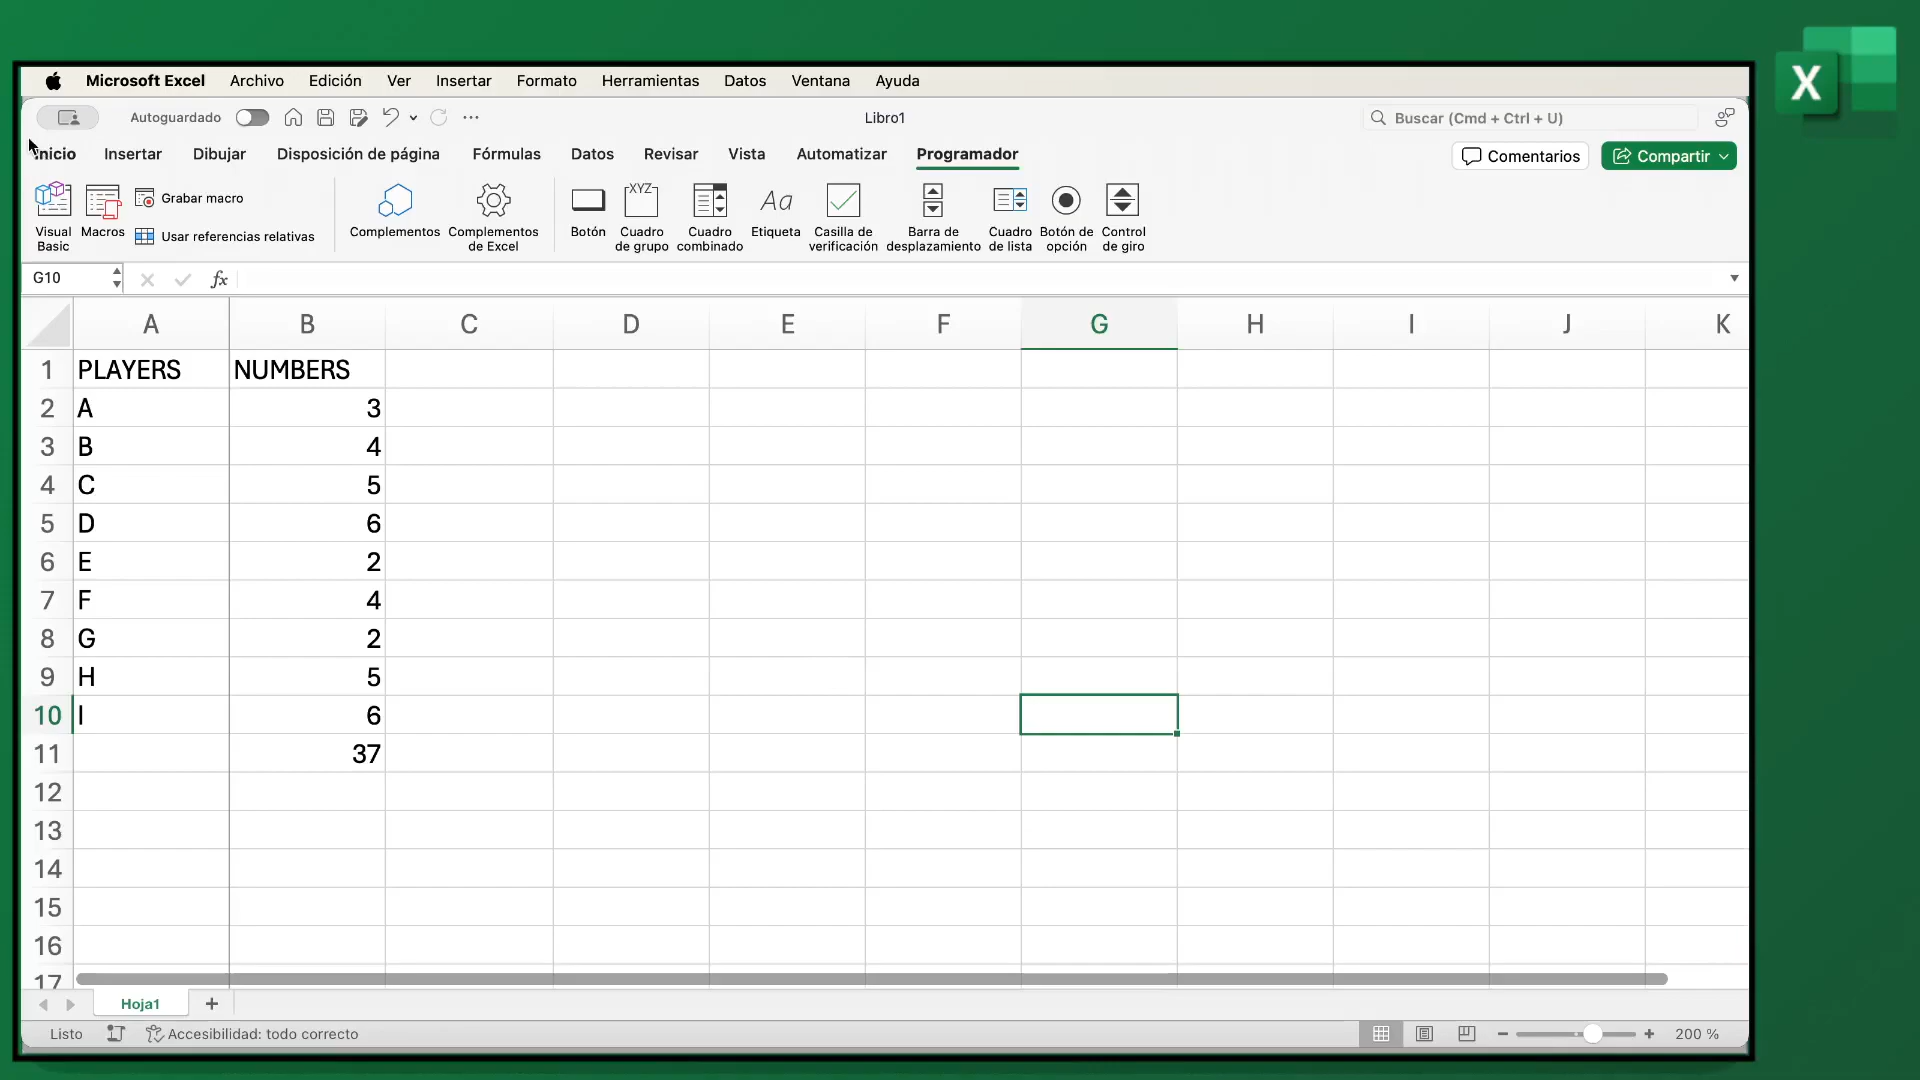 Microsoft Excel Archivo Edición Ver Insertar Formato Herramientas Datos Ventana Ayuda
X
Autoguardado Libro1 Buscar (Cmd + Ctrl + U)
Inicio Insertar Dibujar Disposición de página Fórmulas Datos Revisar Vista Automatizar Programador Comentarios Compartir
Visual Basic
Macros
Grabar macro
Usar referencias relativas
Complementos
Complementos de Excel
Botón
XYZ
Cuadro de grupo
Cuadro combinado
Aa
Etiqueta
Casilla de verificación
Barra de desplazamiento
Cuadro de lista
Botón de opción
Control de giro
G10 fx
A B C D E F G H I J K
1 PLAYERS NUMBERS
2 A 3
3 B 4
4 C 5
5 D 6
6 E 2
7 F 4
8 G 2
9 H 5
10 I 6
11 37
12
13
14
15
16
17
Hoja1 +
Listo Accesibilidad: todo correcto 200 %